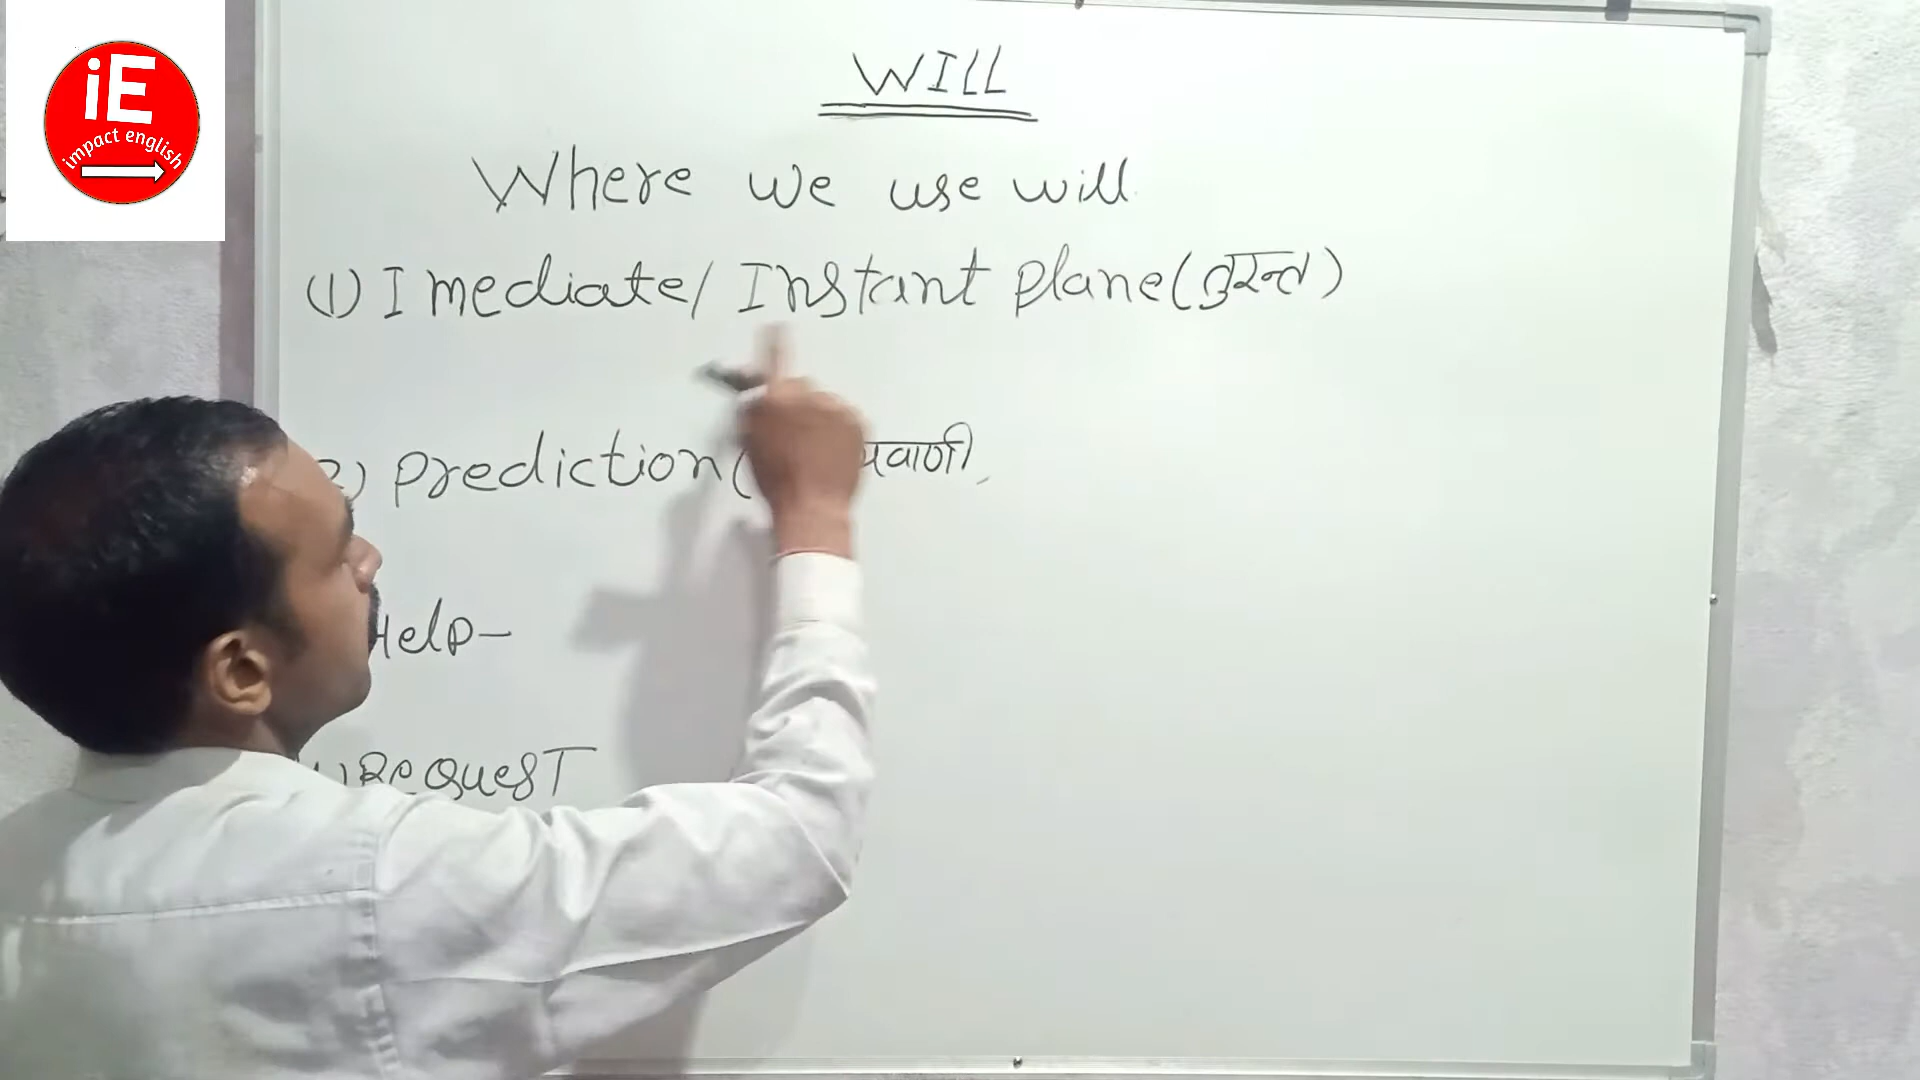 iE
impact english
WILL
Where we use will
(1) Imediate/ Instant plane (तुरन्त)
prediction (
Help-
Request